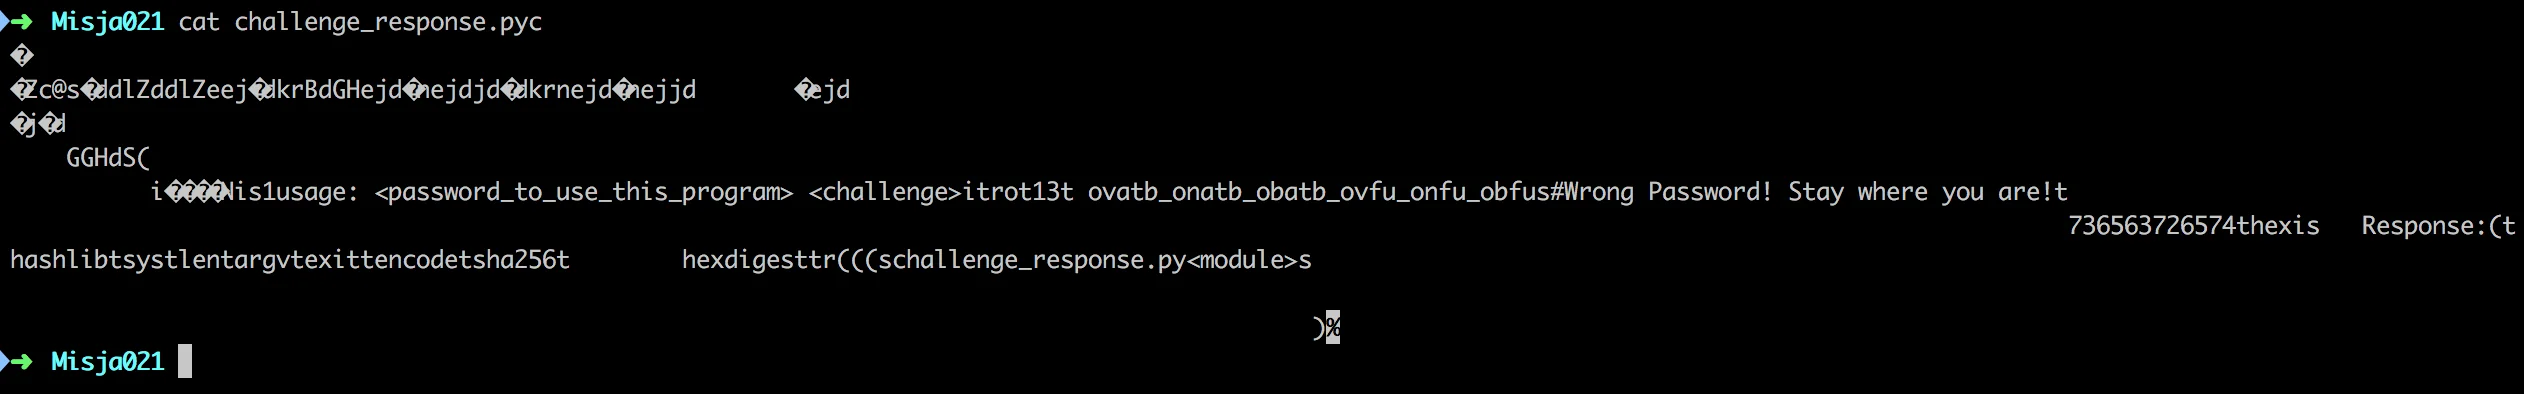 ➜ Misja021 cat challenge_response.pyc
�
�Zc@s�ddlZddlZeej�dkrBdGHejd�nejdjd�dkrnejd�nejjd �ejd
�j�d
GGHdS(
i����Nis1usage: <password_to_use_this_program> <challenge>itrot13t ovatb_onatb_obatb_ovfu_onfu_obfus#Wrong Password! Stay where you are!t
736563726574thexis Response:(t
hashlibtsystlentargvtexittencodetsha256t hexdigesttr(((schallenge_response.py<module>s
)%
➜ Misja021